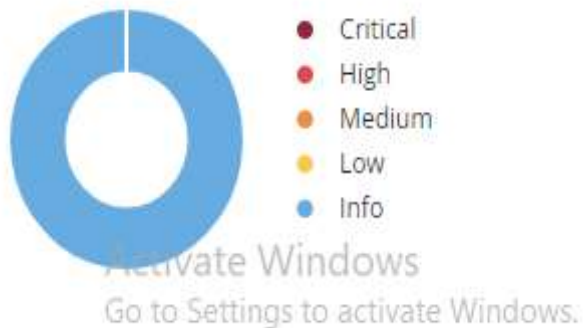 Critical
High
Medium
Low
Info
Activate Windows
Go to Settings to activate Windows.